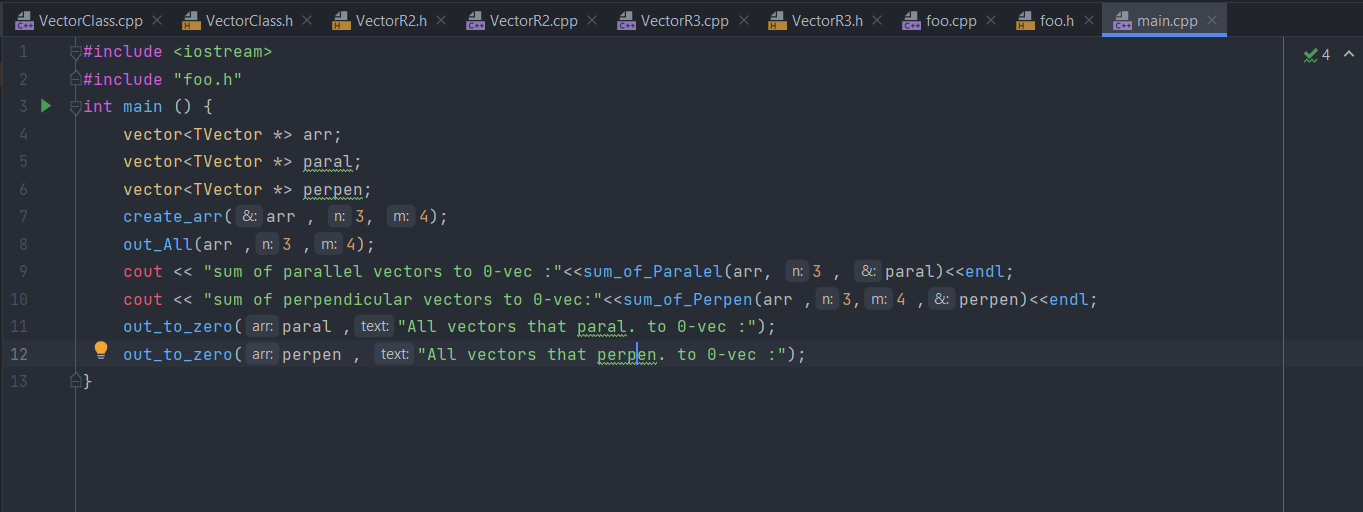 VectorClass.cpp VectorClass.h VectorR2.h VectorR2.cpp VectorR3.cpp VectorR3.h foo.cpp foo.h main.cpp
1 #include <iostream> 4
2 #include "foo.h"
3 int main () {
4 vector<TVector *> arr;
5 vector<TVector *> paral;
6 vector<TVector *> perpen;
7 create_arr( &: arr , n: 3, m: 4);
8 out_All(arr , n: 3 , m: 4);
9 cout << "sum of parallel vectors to 0-vec :"<<sum_of_Paralel(arr, n: 3 , &: paral)<<endl;
10 cout << "sum of perpendicular vectors to 0-vec:"<<sum_of_Perpen(arr , n: 3, m: 4 , &: perpen)<<endl;
11 out_to_zero( arr: paral , text: "All vectors that paral. to 0-vec :");
12 out_to_zero( arr: perpen , text: "All vectors that perpen. to 0-vec :");
13 }